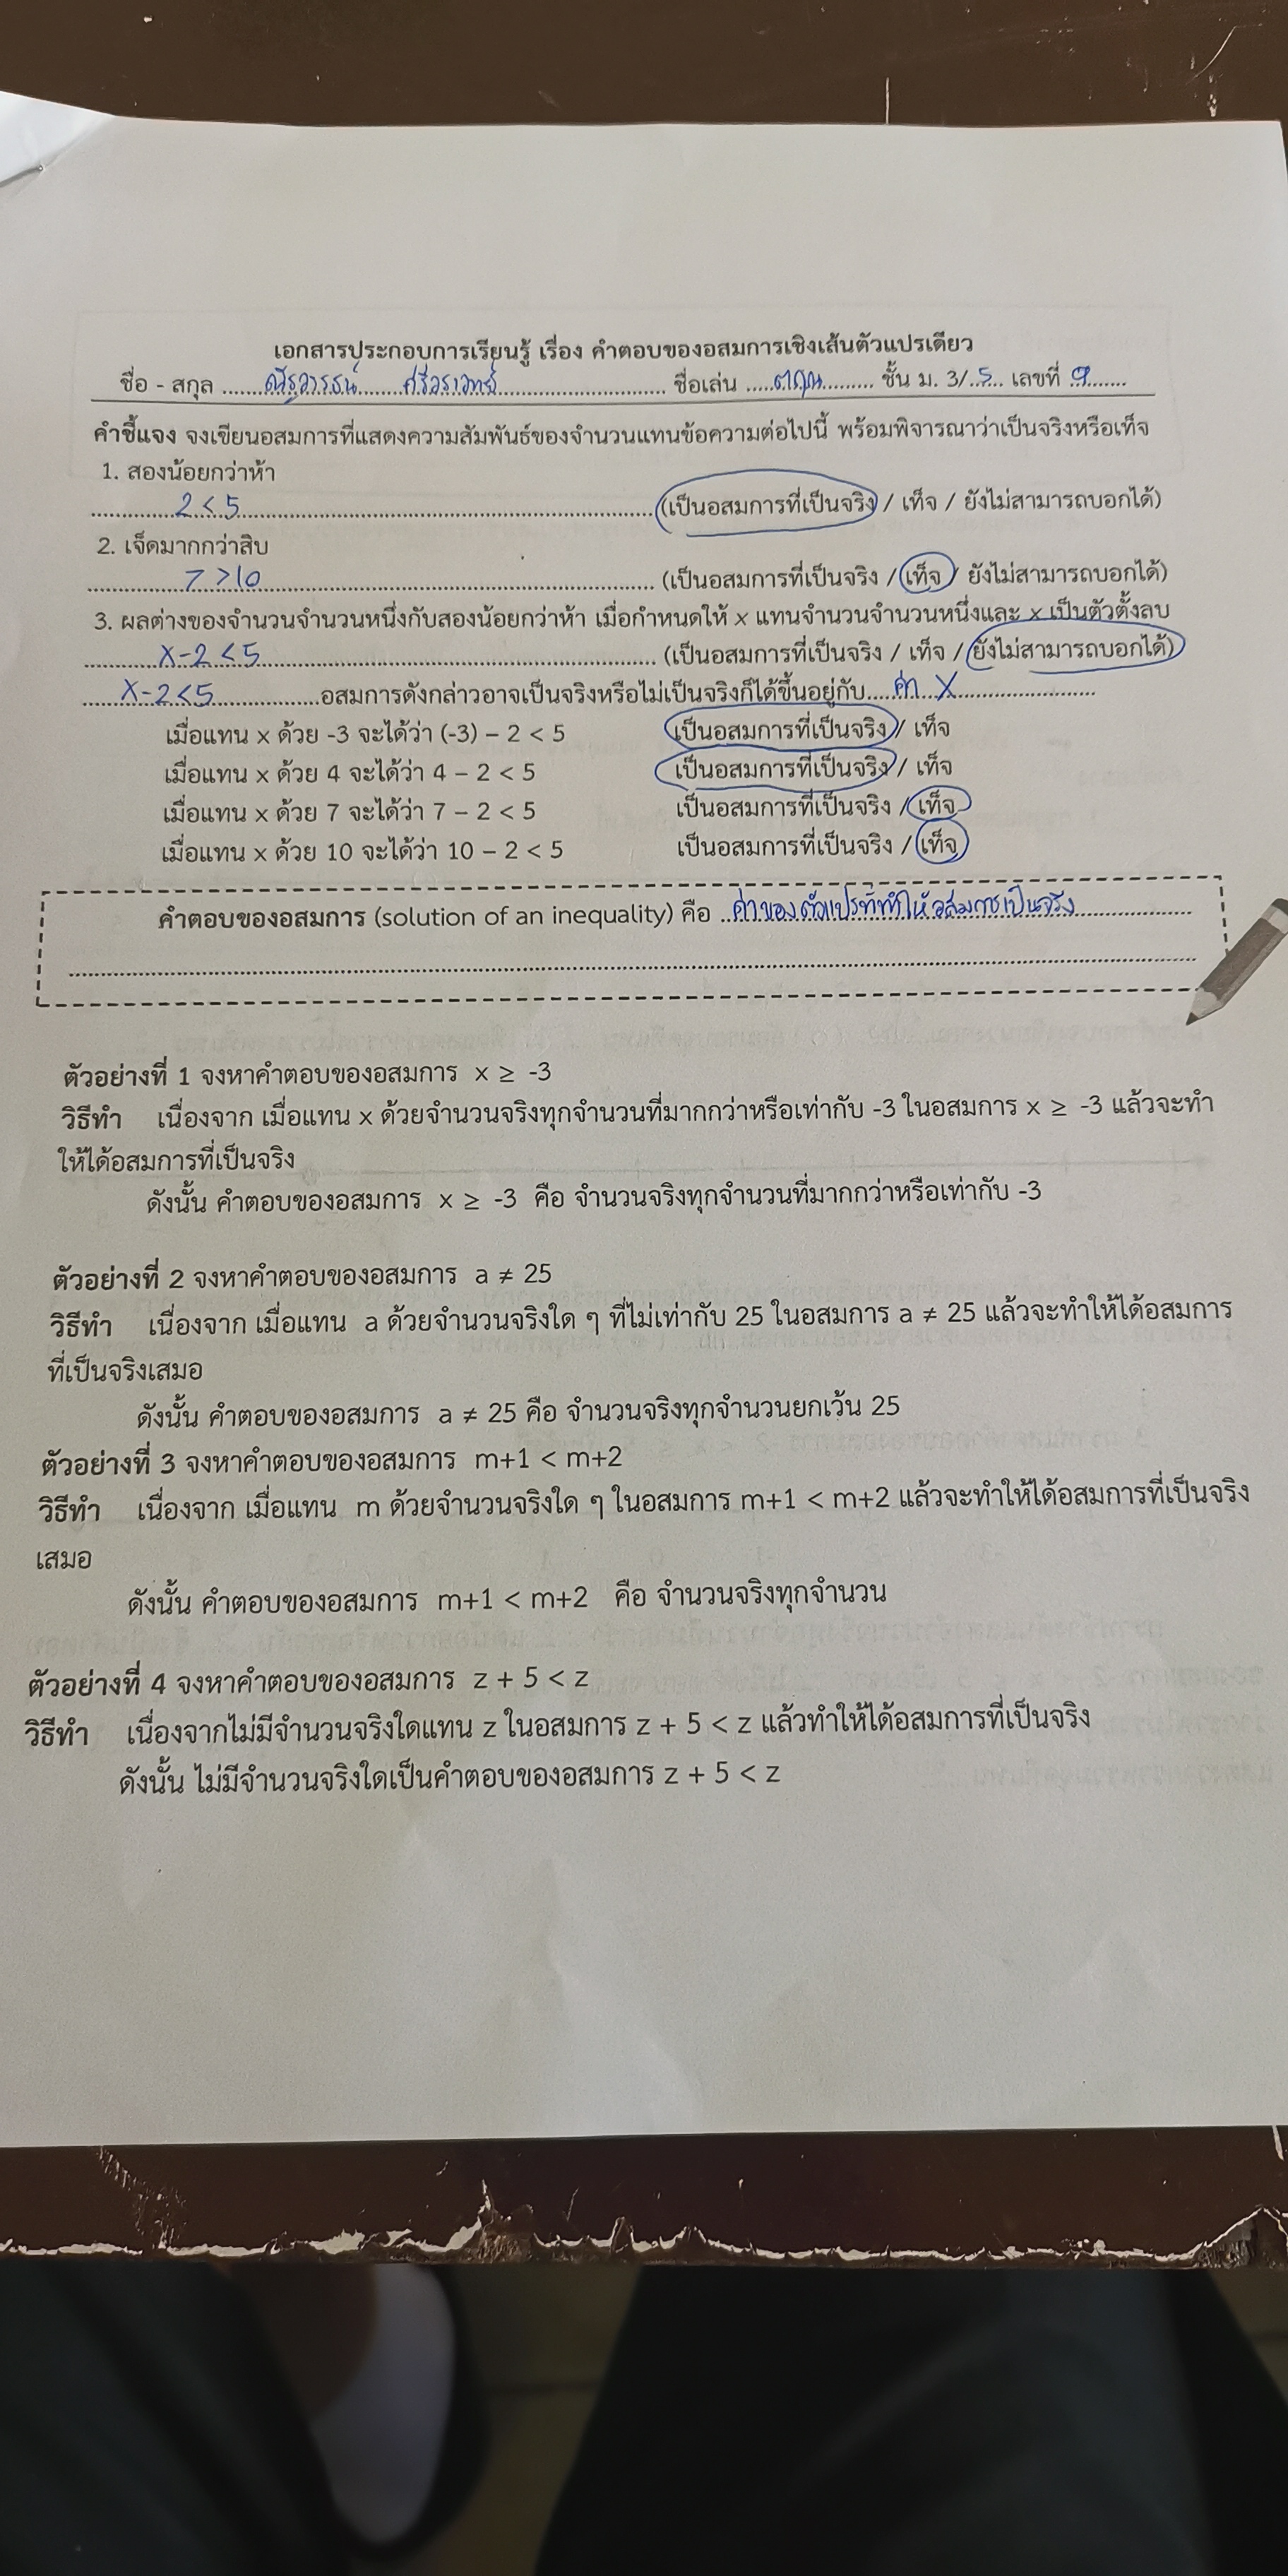 เอกสารประกอบการเรียนรู้ เรื่อง คำตอบของอสมการเชิงเส้นตัวแปรเดียว
ชื่อ - สกุล ........................ ชื่อเล่น ............ ชั้น ม. 3/..5... เลขที่ .9........
คำชี้แจง จงเขียนอสมการที่แสดงความสัมพันธ์ของจำนวนแทนข้อความต่อไปนี้ พร้อมพิจารณาว่าเป็นจริงหรือเท็จ
1. สองน้อยกว่าห้า
2 < 5 (เป็นอสมการที่เป็นจริง / เท็จ / ยังไม่สามารถบอกได้)
2. เจ็ดมากกว่าสิบ
7 > 10 (เป็นอสมการที่เป็นจริง / เท็จ / ยังไม่สามารถบอกได้)
3. ผลต่างของจำนวนจำนวนหนึ่งกับสองน้อยกว่าห้า เมื่อกำหนดให้ x แทนจำนวนจำนวนหนึ่งและ x เป็นตัวตั้งลบ
x-2 < 5 (เป็นอสมการที่เป็นจริง / เท็จ / ยังไม่สามารถบอกได้)
x-2 < 5 อสมการดังกล่าวอาจเป็นจริงหรือไม่เป็นจริงก็ได้ขึ้นอยู่กับ ค่า x
เมื่อแทน x ด้วย -3 จะได้ว่า (-3) – 2 < 5 เป็นอสมการที่เป็นจริง / เท็จ
เมื่อแทน x ด้วย 4 จะได้ว่า 4 – 2 < 5 เป็นอสมการที่เป็นจริง / เท็จ
เมื่อแทน x ด้วย 7 จะได้ว่า 7 – 2 < 5 เป็นอสมการที่เป็นจริง / เท็จ
เมื่อแทน x ด้วย 10 จะได้ว่า 10 – 2 < 5 เป็นอสมการที่เป็นจริง / เท็จ
คำตอบของอสมการ (solution of an inequality) คือ ค่าของตัวแปรที่ทำให้อสมการเป็นจริง
ตัวอย่างที่ 1 จงหาคำตอบของอสมการ x ≥ -3
วิธีทำ เนื่องจาก เมื่อแทน x ด้วยจำนวนจริงทุกจำนวนที่มากกว่าหรือเท่ากับ -3 ในอสมการ x ≥ -3 แล้วจะทำ
ให้ได้อสมการที่เป็นจริง
ดังนั้น คำตอบของอสมการ x ≥ -3 คือ จำนวนจริงทุกจำนวนที่มากกว่าหรือเท่ากับ -3
ตัวอย่างที่ 2 จงหาคำตอบของอสมการ a ≠ 25
วิธีทำ เนื่องจาก เมื่อแทน a ด้วยจำนวนจริงใด ๆ ที่ไม่เท่ากับ 25 ในอสมการ a ≠ 25 แล้วจะทำให้ได้อสมการ
ที่เป็นจริงเสมอ
ดังนั้น คำตอบของอสมการ a ≠ 25 คือ จำนวนจริงทุกจำนวนยกเว้น 25
ตัวอย่างที่ 3 จงหาคำตอบของอสมการ m+1 < m+2
วิธีทำ เนื่องจาก เมื่อแทน m ด้วยจำนวนจริงใด ๆ ในอสมการ m+1 < m+2 แล้วจะทำให้ได้อสมการที่เป็นจริง
เสมอ
ดังนั้น คำตอบของอสมการ m+1 < m+2 คือ จำนวนจริงทุกจำนวน
ตัวอย่างที่ 4 จงหาคำตอบของอสมการ z + 5 < z
วิธีทำ เนื่องจากไม่มีจำนวนจริงใดแทน z ในอสมการ z + 5 < z แล้วทำให้ได้อสมการที่เป็นจริง
ดังนั้น ไม่มีจำนวนจริงใดเป็นคำตอบของอสมการ z + 5 < z